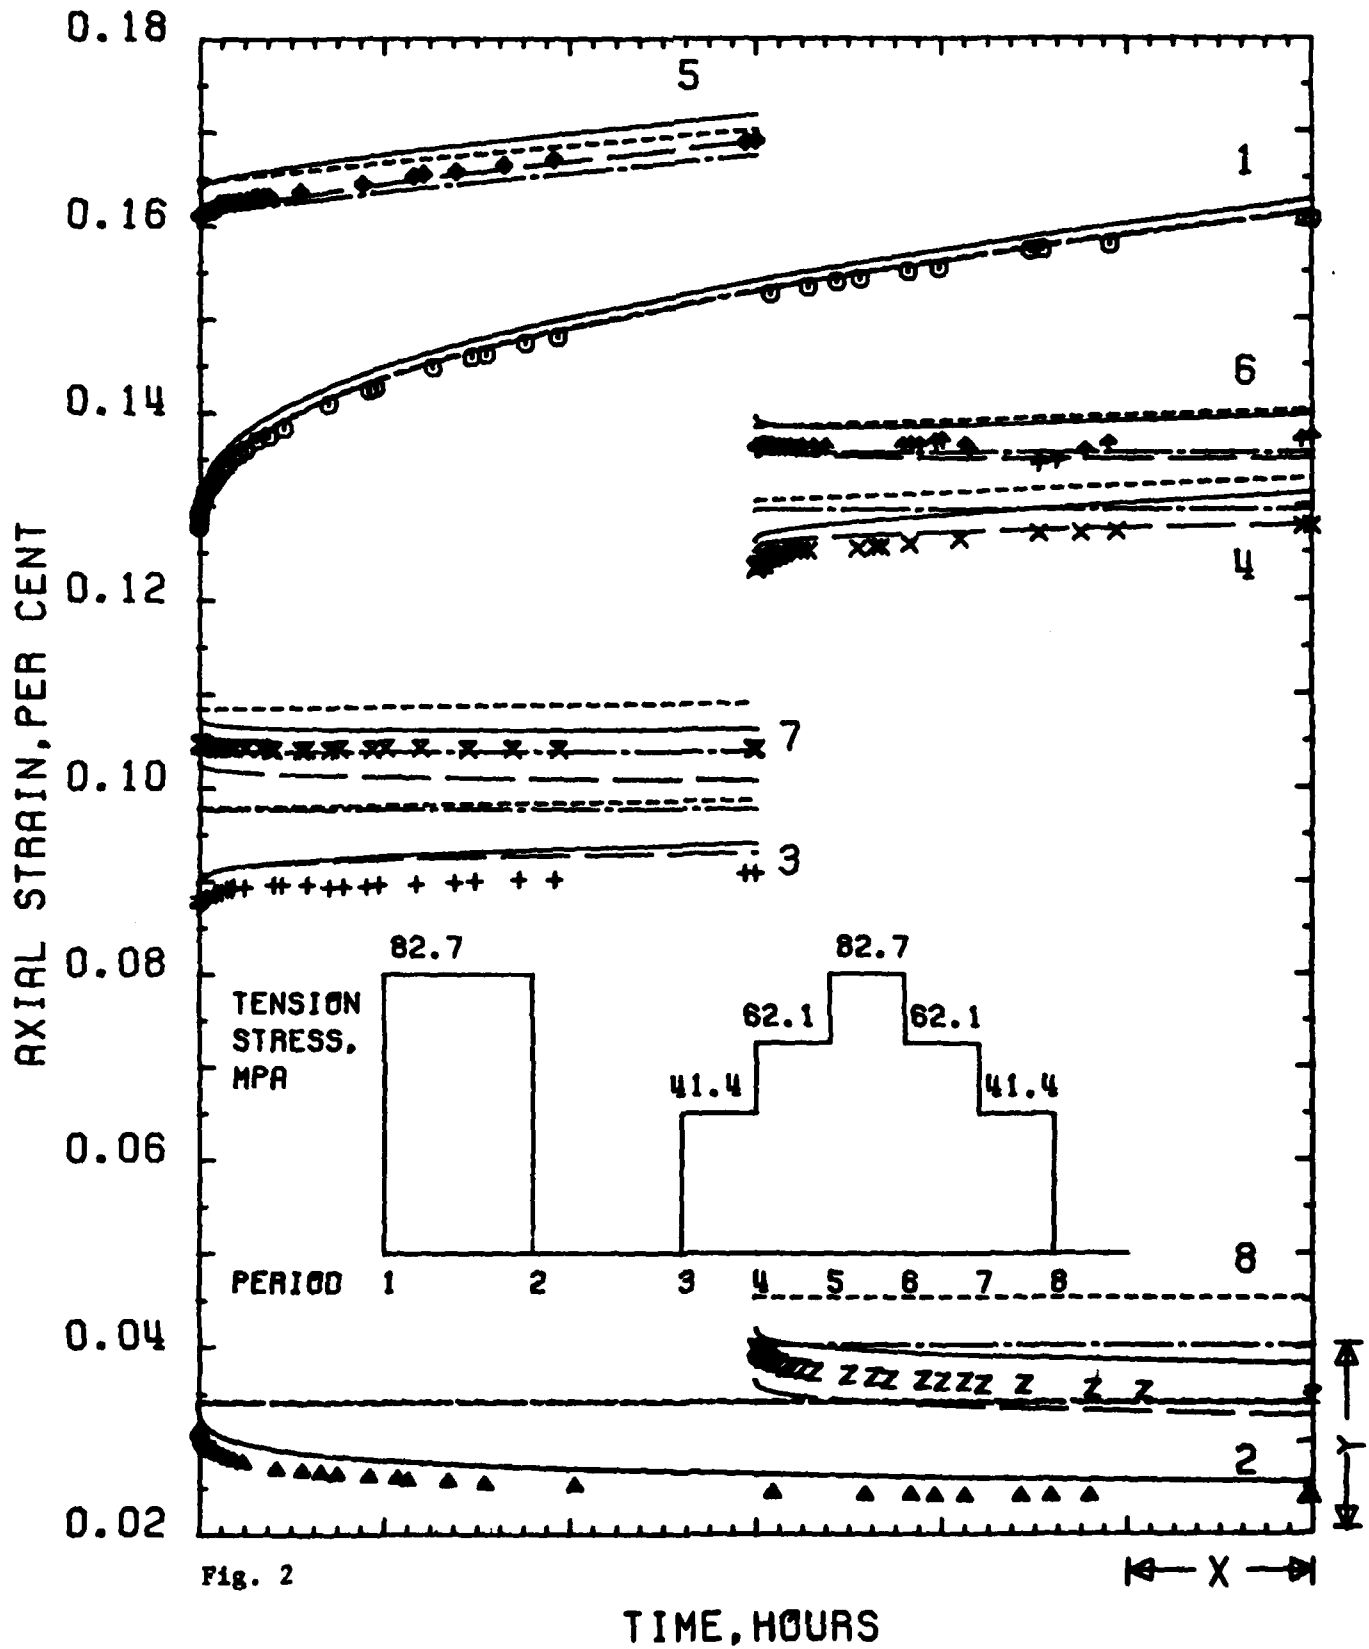 0.18
5
1
0.16
6
0.14
4
0.12
7
0.10
3
AXIAL STRAIN, PER CENT
0.08
82.7
82.7
TENSION
STRESS,
MPA
62.1
62.1
41.4
41.4
0.06
PERIOD 1 2 3 4 5 6 7 8
8
0.04
2
Y
0.02
Fig. 2
X
TIME, HOURS